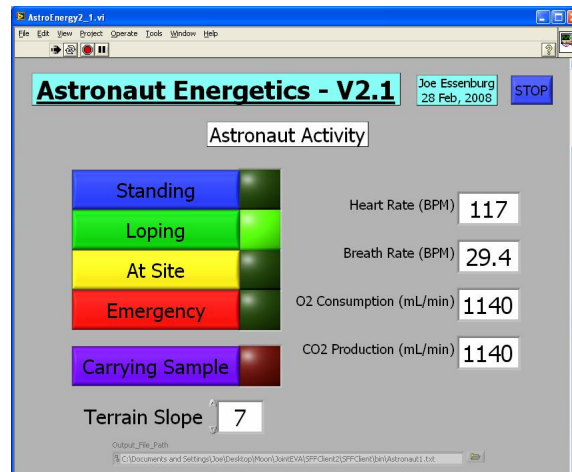 AstroEnergy2_1.vi
File Edit View Project Operate Tools Window Help
Astronaut Energetics - V2.1
Joe Essenburg
28 Feb, 2008
STOP
Astronaut Activity
Standing
Loping
At Site
Emergency
Carrying Sample
Heart Rate (BPM) 117
Breath Rate (BPM) 29.4
O2 Consumption (mL/min) 1140
CO2 Production (mL/min) 1140
Terrain Slope 7
Output_File_Path
C:\Documents and Settings\Joe\Desktop\Moon\JointEVA\SFFClient2\SFFClient\bin\Astronaut1.txt